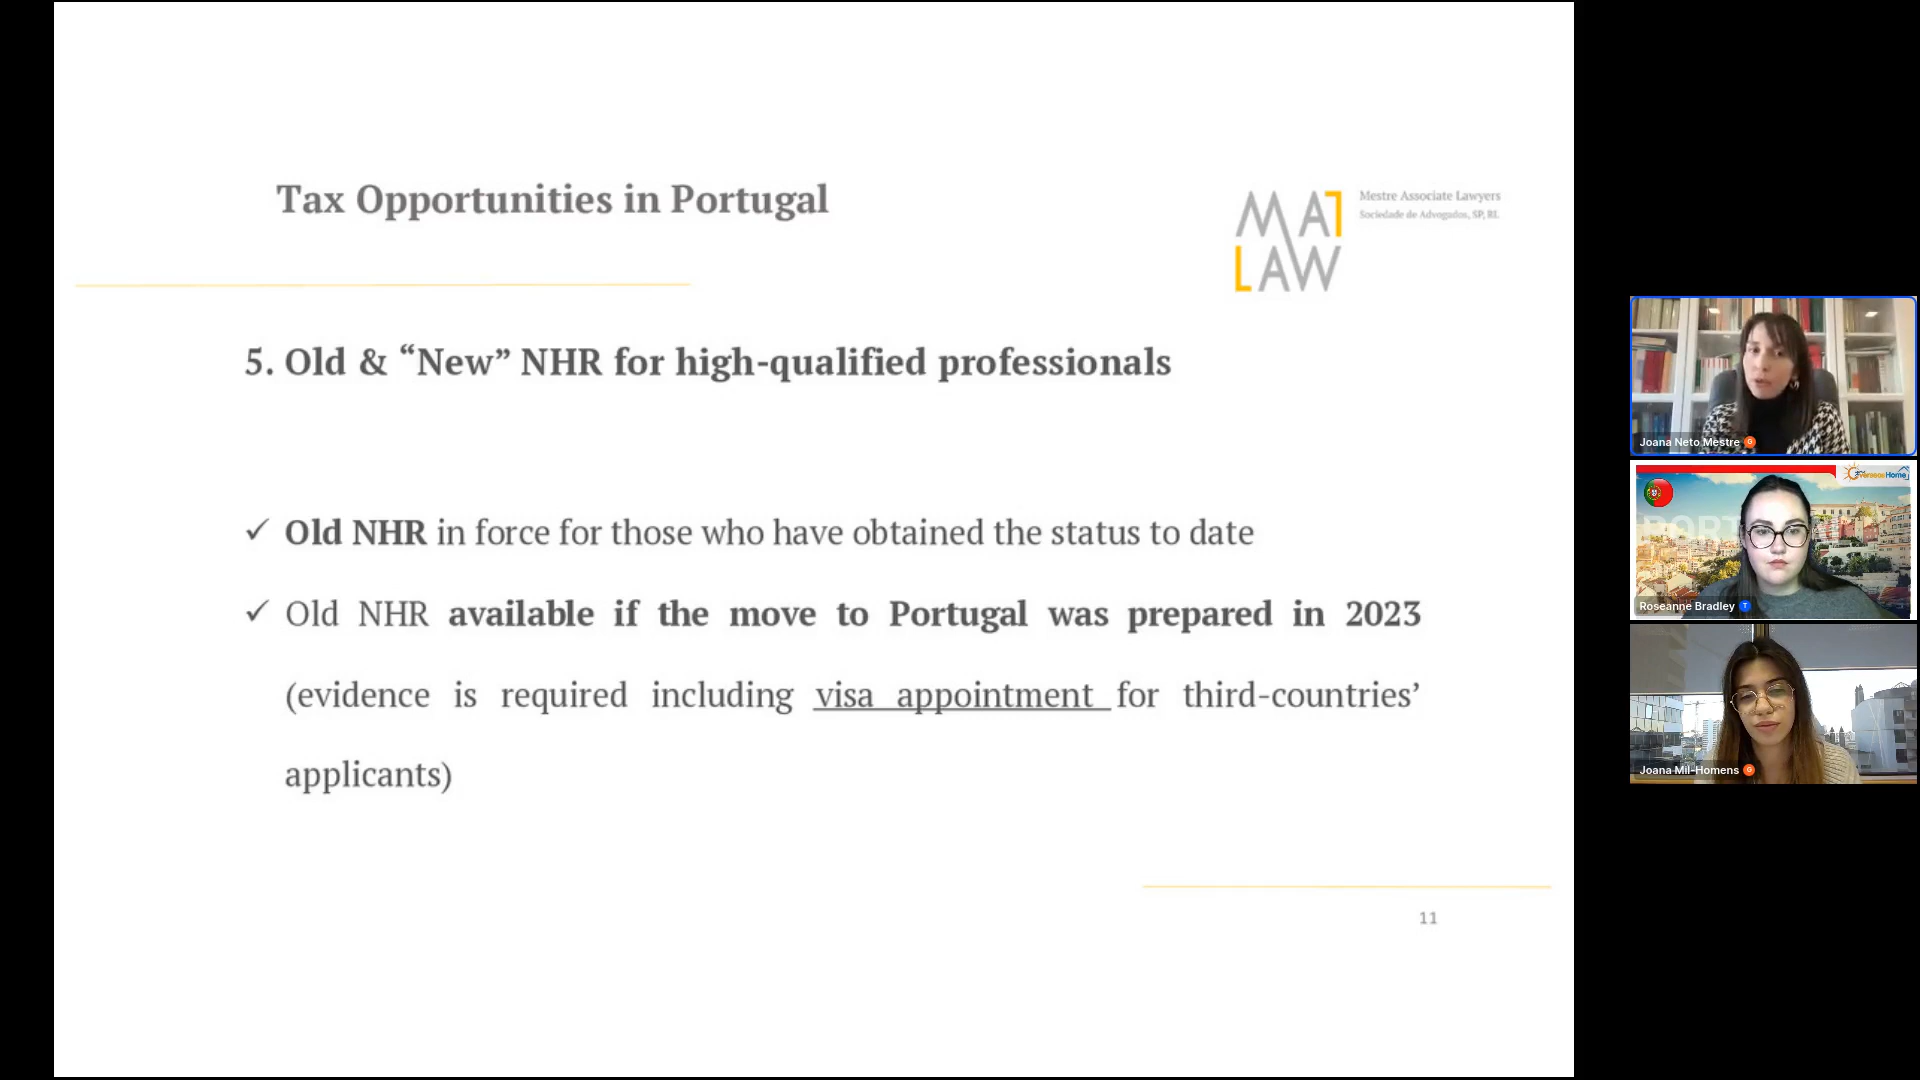 Tax Opportunities in Portugal
MAT
LAW
Mestre Associate Lawyers
Sociedade de Advogados, SP, RL
5. Old & “New” NHR for high-qualified professionals
✓ Old NHR in force for those who have obtained the status to date
✓ Old NHR available if the move to Portugal was prepared in 2023
(evidence is required including visa appointment for third-countries’
applicants)
11
Joana Neto Mestre
Roseanne Bradley
Joana Mil-Homens